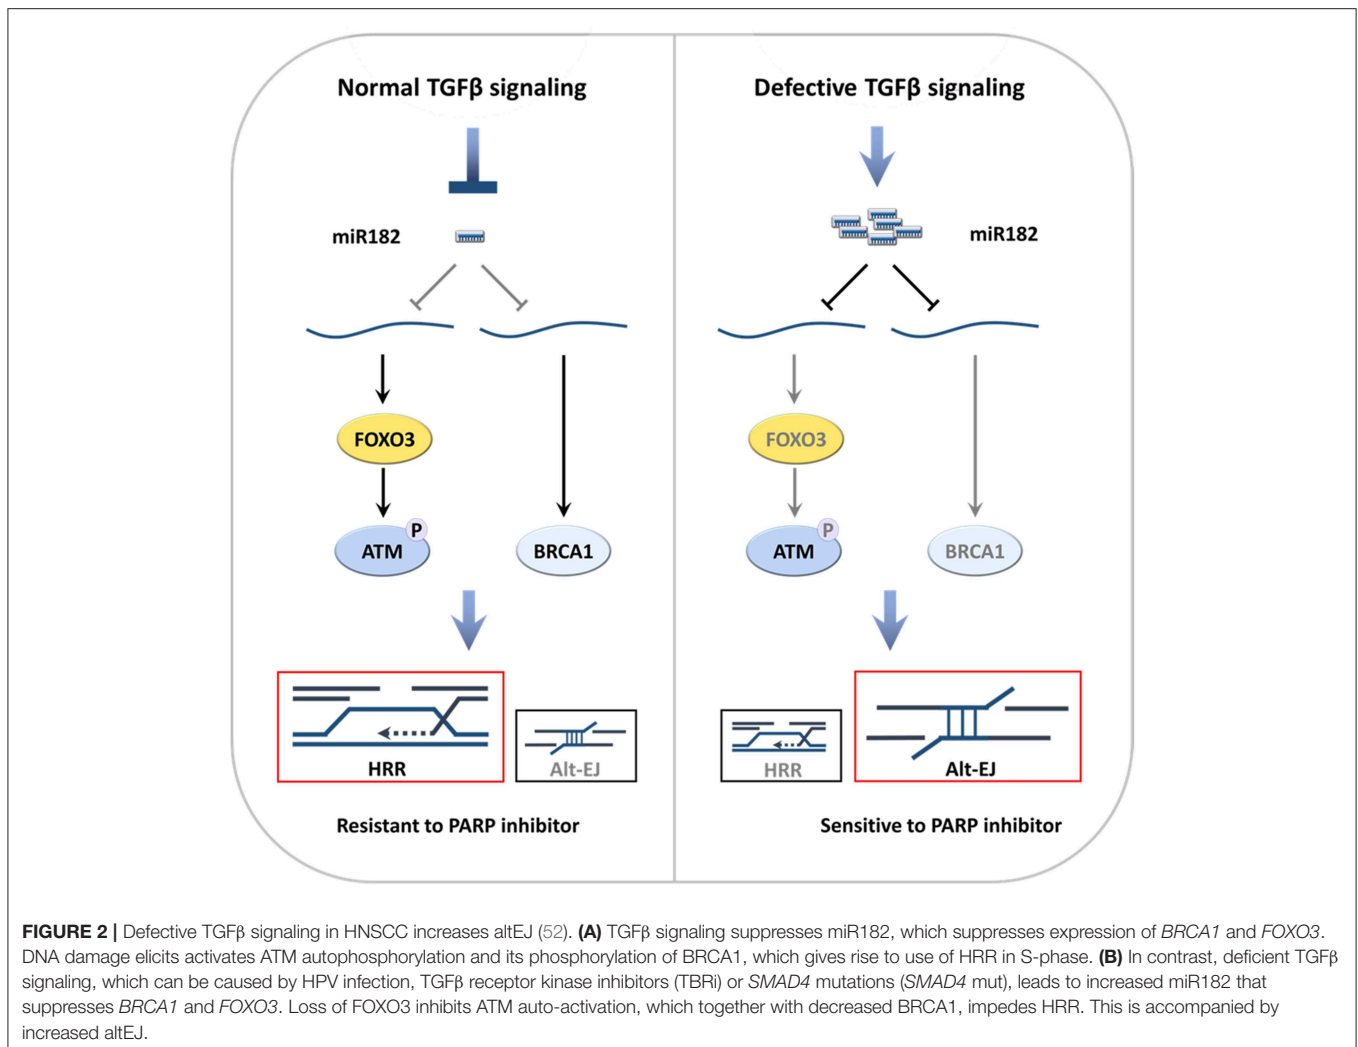 Normal TGFβ signaling
miR182
FOXO3
P
ATM
BRCA1
HRR
Alt-EJ
Resistant to PARP inhibitor
Defective TGFβ signaling
miR182
FOXO3
P
ATM
BRCA1
HRR
Alt-EJ
Sensitive to PARP inhibitor
FIGURE 2 | Defective TGFβ signaling in HNSCC increases altEJ (52). (A) TGFβ signaling suppresses miR182, which suppresses expression of BRCA1 and FOXO3.
DNA damage elicits activates ATM autophosphorylation and its phosphorylation of BRCA1, which gives rise to use of HRR in S-phase. (B) In contrast, deficient TGFβ
signaling, which can be caused by HPV infection, TGFβ receptor kinase inhibitors (TBRi) or SMAD4 mutations (SMAD4 mut), leads to increased miR182 that
suppresses BRCA1 and FOXO3. Loss of FOXO3 inhibits ATM auto-activation, which together with decreased BRCA1, impedes HRR. This is accompanied by
increased altEJ.